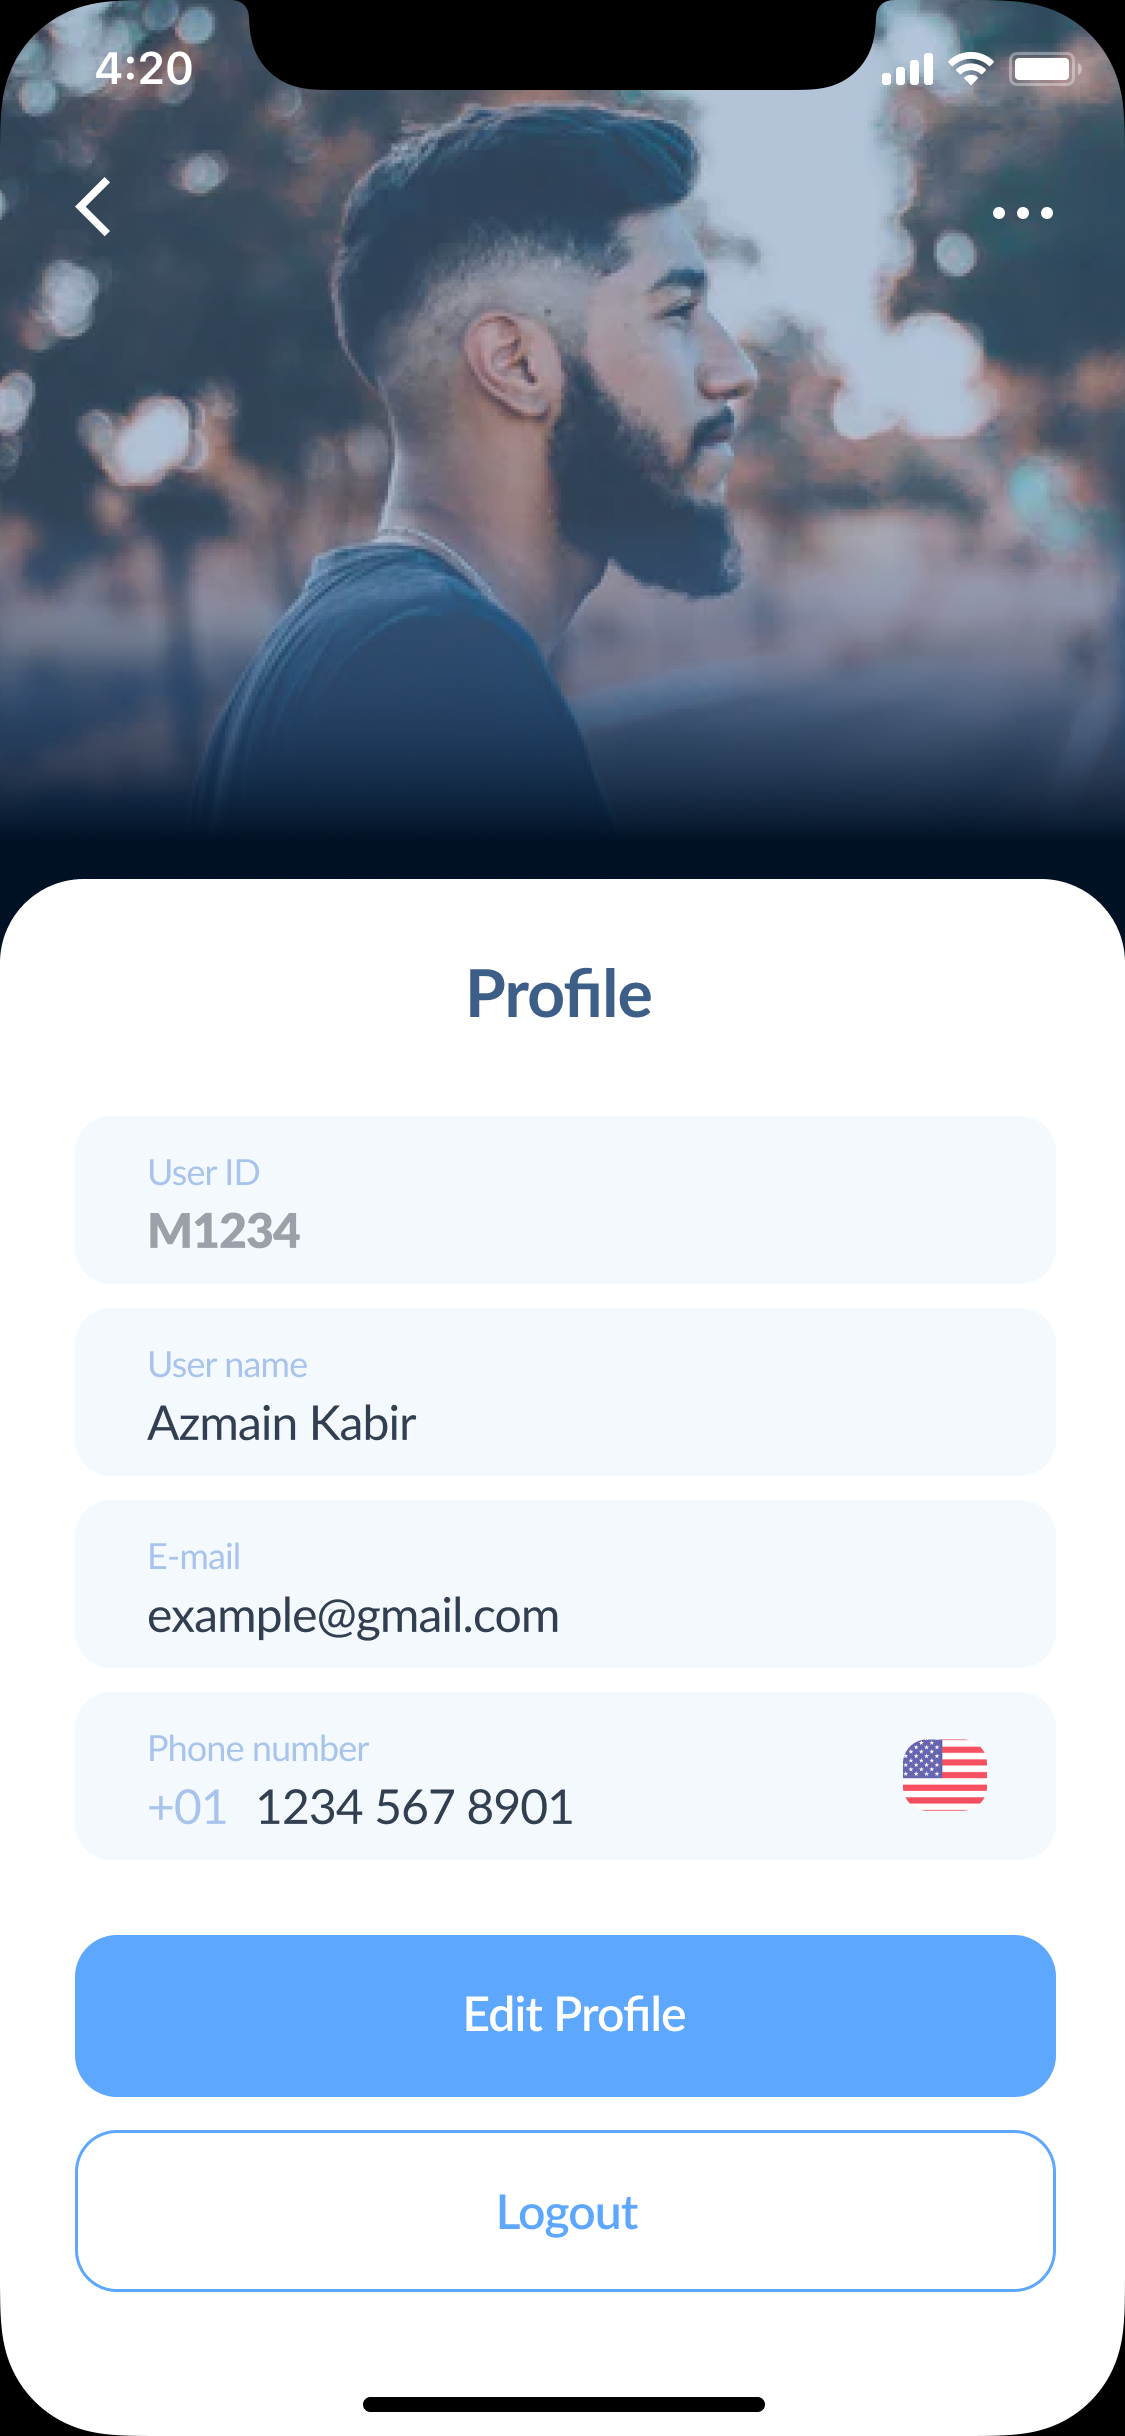 4:20
Profile
User ID
M1234
User name
Azmain Kabir
E-mail
example@gmail.com
Phone number
+01 1234 567 8901
Edit Profile
Logout